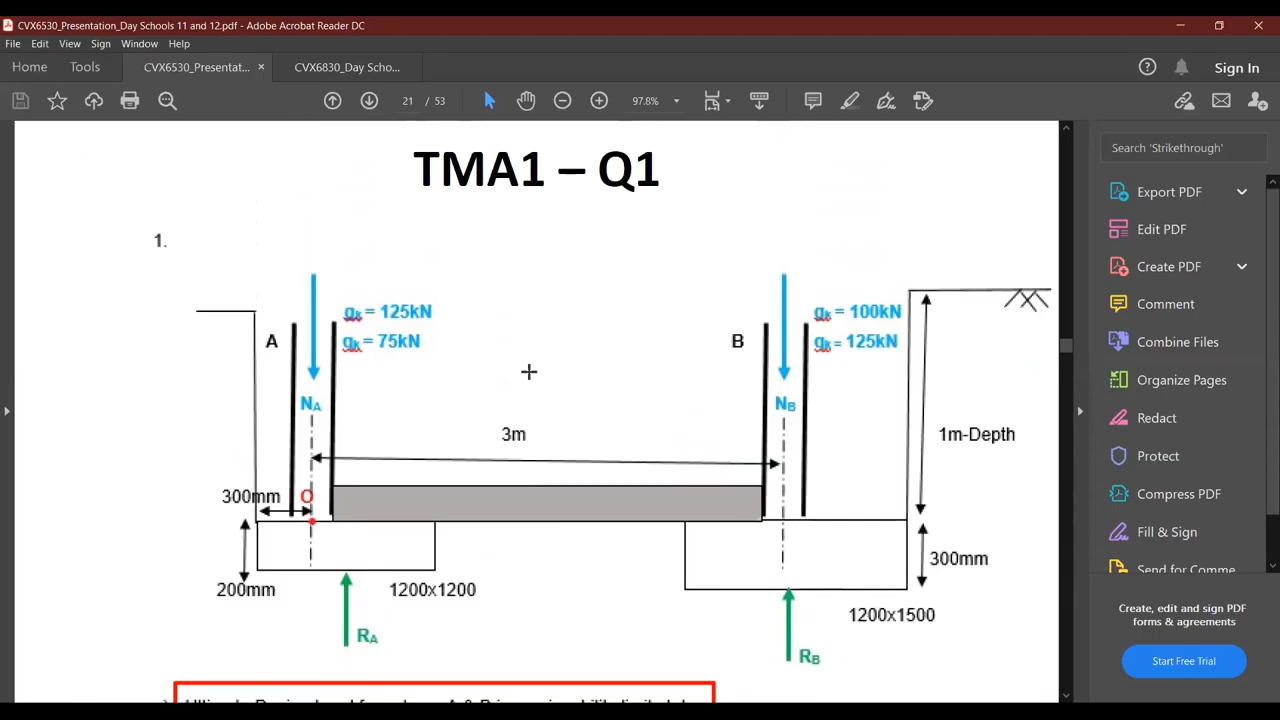 CVX6530_Presentation_Day Schools 11 and 12.pdf - Adobe Acrobat Reader DC
File Edit View Sign Window Help
Home Tools CVX6530_Presentat... × CVX6830_Day Scho... Sign In
21 / 53 97.8%
TMA1 – Q1
1.
gk = 125kN
qk = 75kN
gk = 100kN
qk = 125kN
A
B
NA
NB
3m
1m-Depth
300mm
O
200mm
1200x1200
300mm
1200x1500
RA
RB
Search 'Strikethrough'
Export PDF
Edit PDF
Create PDF
Comment
Combine Files
Organize Pages
Redact
Protect
Compress PDF
Fill & Sign
Send for Comme
Create, edit and sign PDF
forms & agreements
Start Free Trial